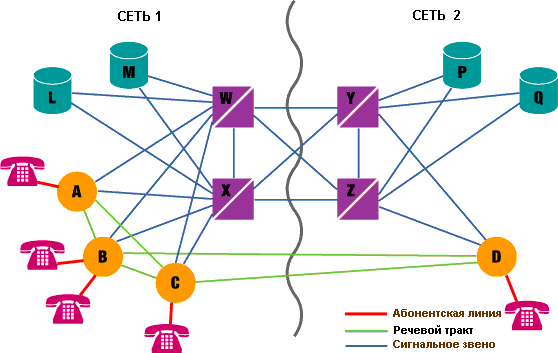 СЕТЬ 1
СЕТЬ 2
M
P
L
W
Y
Q
A
X
Z
B
D
C
Абонентская линия
Речевой тракт
Сигнальное звено